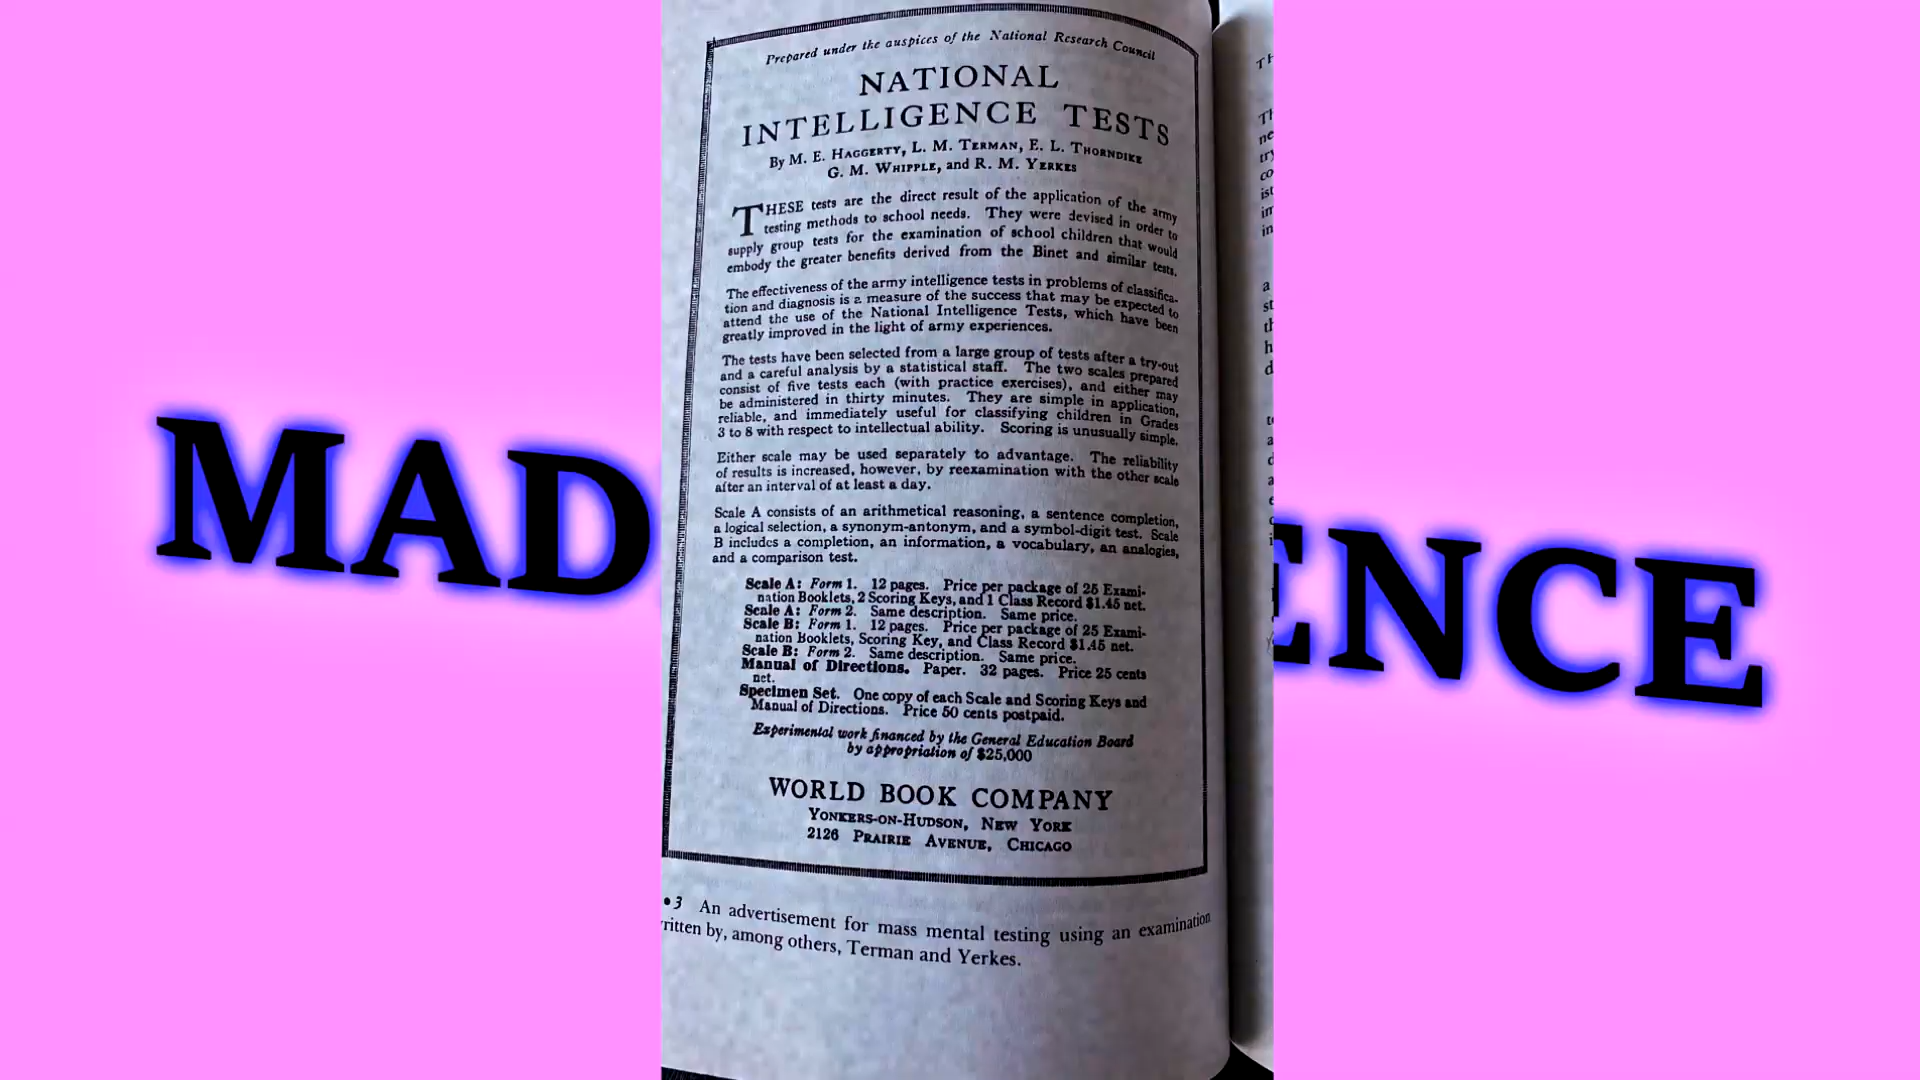 Prepared under the auspices of the National Research Council
NATIONAL
INTELLIGENCE TESTS
By M. E. HAGGERTY, L. M. TERMAN, E. L. THORNDIKE
G. M. WHIPPLE, and R. M. YERKES
THESE tests are the direct result of the application of the army
testing methods to school needs. They were devised in order to
supply group tests for the examination of school children that would
embody the greater benefits derived from the Binet and similar tests.
The effectiveness of the army intelligence tests in problems of classifica-
tion and diagnosis is a measure of the success that may be expected to
attend the use of the National Intelligence Tests, which have been
greatly improved in the light of army experiences.
The tests have been selected from a large group of tests after a try-out
and a careful analysis by a statistical staff. The two scales prepared
consist of five tests each (with practice exercises), and either may
be administered in thirty minutes. They are simple in application,
reliable, and immediately useful for classifying children in Grades
3 to 8 with respect to intellectual ability. Scoring is unusually simple.
Either scale may be used separately to advantage. The reliability
of results is increased, however, by reexamination with the other scale
after an interval of at least a day.
Scale A consists of an arithmetical reasoning, a sentence completion,
a logical selection, a synonym-antonym, and a symbol-digit test. Scale
B includes a completion, an information, a vocabulary, an analogies,
and a comparison test.
Scale A: Form 1. 12 pages. Price per package of 25 Exami-
nation Booklets, 2 Scoring Keys, and 1 Class Record $1.45 net.
Scale A: Form 2. Same description. Same price.
Scale B: Form 1. 12 pages. Price per package of 25 Exami-
nation Booklets, Scoring Key, and Class Record $1.45 net.
Scale B: Form 2. Same description. Same price.
Manual of Directions. Paper. 32 pages. Price 25 cents
net.
Specimen Set. One copy of each Scale and Scoring Keys and
Manual of Directions. Price 50 cents postpaid.
Experimental work financed by the General Education Board
by appropriation of $25,000
WORLD BOOK COMPANY
YONKERS-ON-HUDSON, NEW YORK
2126 PRAIRIE AVENUE, CHICAGO
•3 An advertisement for mass mental testing using an examination
ritten by, among others, Terman and Yerkes.
MAD
ENCE